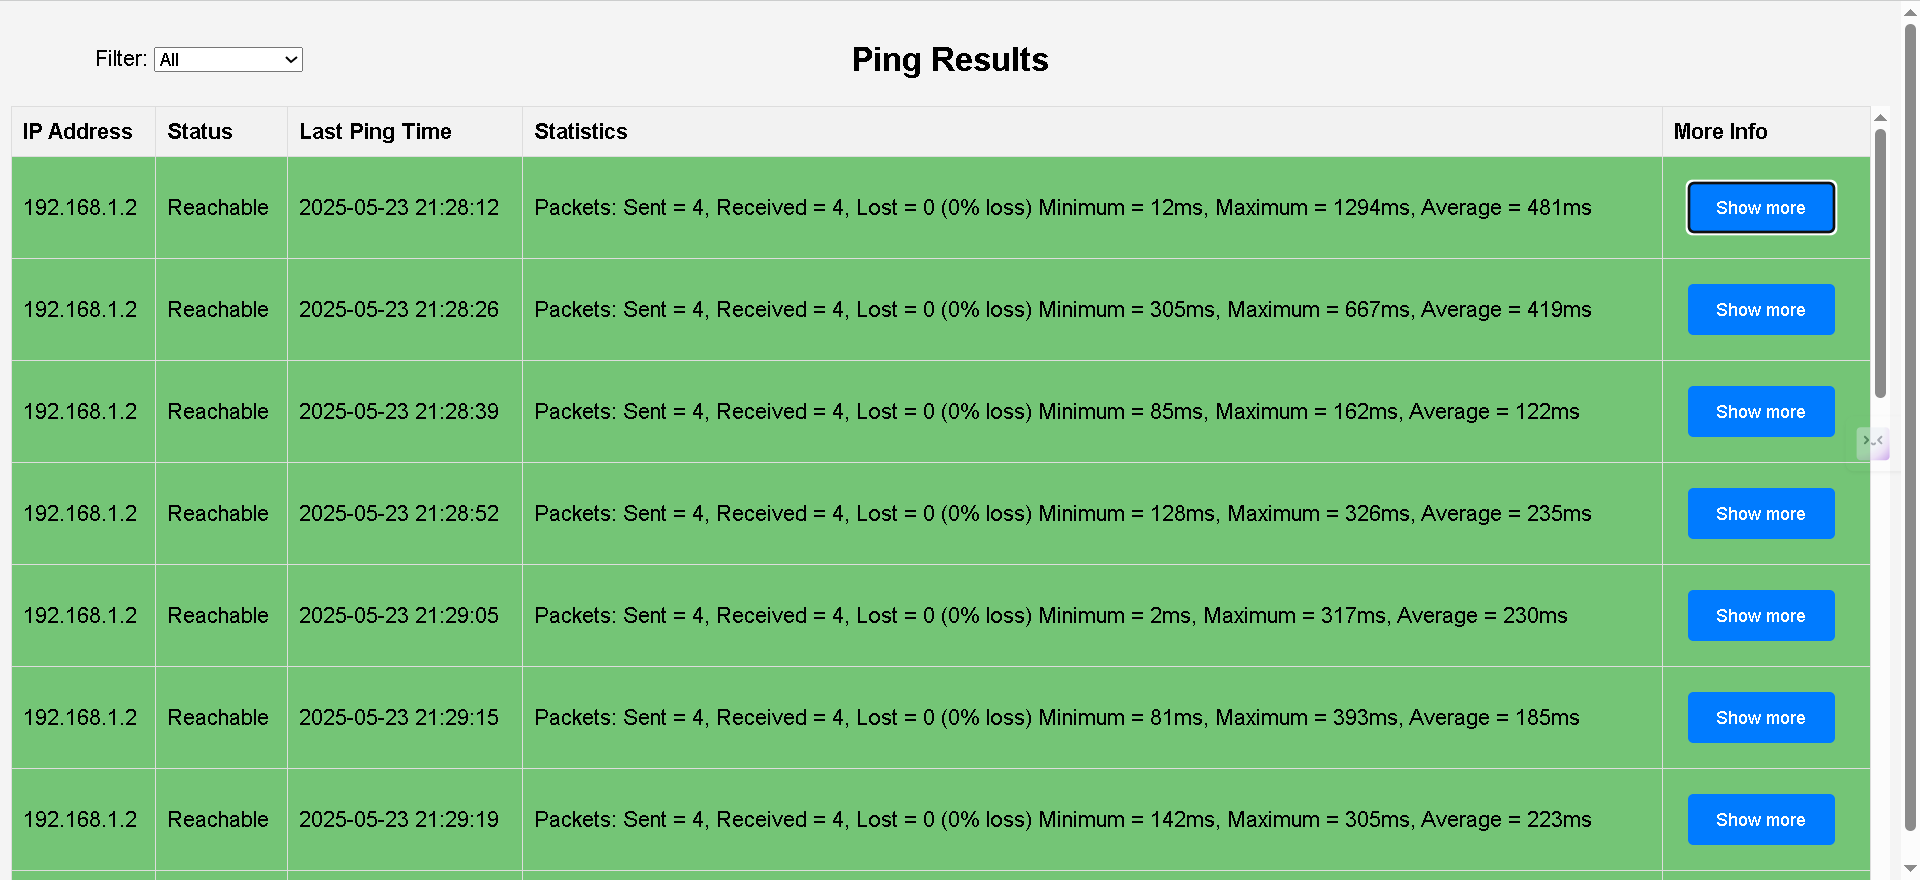 Filter: All
Ping Results
IP Address Status Last Ping Time Statistics More Info
192.168.1.2 Reachable 2025-05-23 21:28:12 Packets: Sent = 4, Received = 4, Lost = 0 (0% loss) Minimum = 12ms, Maximum = 1294ms, Average = 481ms Show more
192.168.1.2 Reachable 2025-05-23 21:28:26 Packets: Sent = 4, Received = 4, Lost = 0 (0% loss) Minimum = 305ms, Maximum = 667ms, Average = 419ms Show more
192.168.1.2 Reachable 2025-05-23 21:28:39 Packets: Sent = 4, Received = 4, Lost = 0 (0% loss) Minimum = 85ms, Maximum = 162ms, Average = 122ms Show more
192.168.1.2 Reachable 2025-05-23 21:28:52 Packets: Sent = 4, Received = 4, Lost = 0 (0% loss) Minimum = 128ms, Maximum = 326ms, Average = 235ms Show more
192.168.1.2 Reachable 2025-05-23 21:29:05 Packets: Sent = 4, Received = 4, Lost = 0 (0% loss) Minimum = 2ms, Maximum = 317ms, Average = 230ms Show more
192.168.1.2 Reachable 2025-05-23 21:29:15 Packets: Sent = 4, Received = 4, Lost = 0 (0% loss) Minimum = 81ms, Maximum = 393ms, Average = 185ms Show more
192.168.1.2 Reachable 2025-05-23 21:29:19 Packets: Sent = 4, Received = 4, Lost = 0 (0% loss) Minimum = 142ms, Maximum = 305ms, Average = 223ms Show more